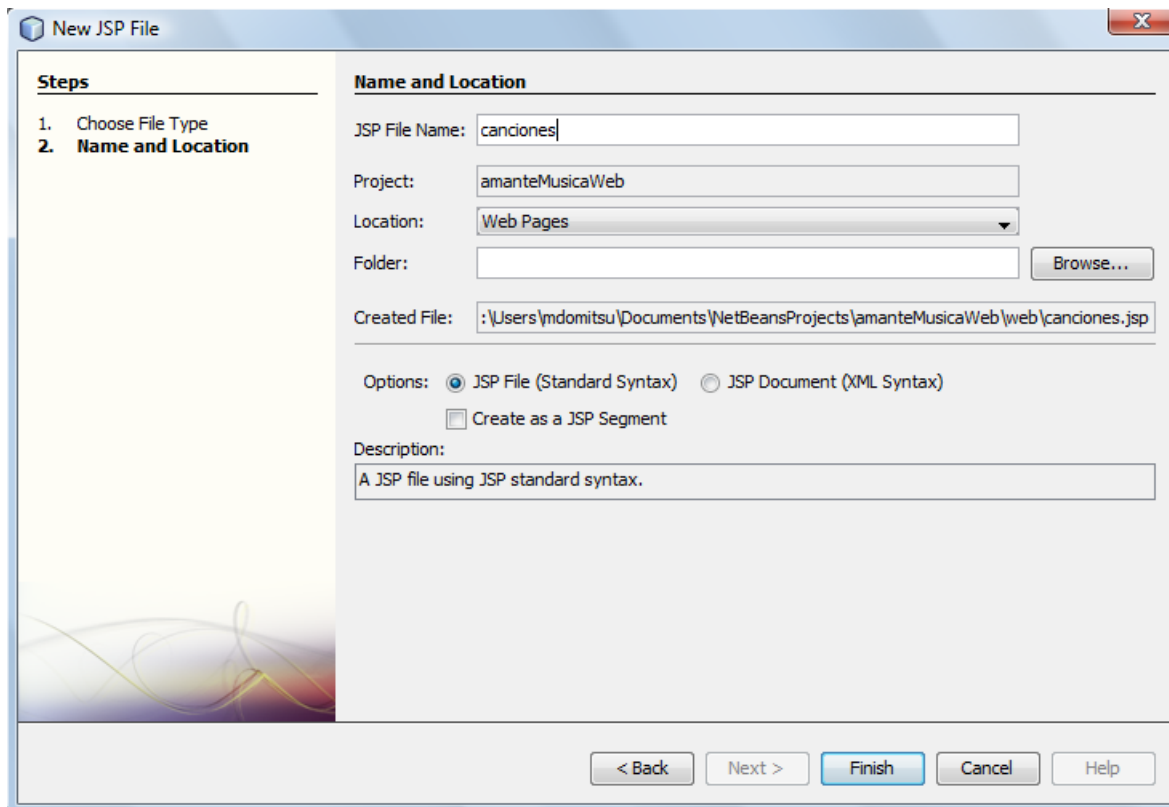 New JSP File
Steps
1. Choose File Type
2. Name and Location
Name and Location
JSP File Name: canciones
Project: amanteMusicaWeb
Location: Web Pages
Folder: Browse...
Created File: :\Users\mdomitsu\Documents\NetBeansProjects\amanteMusicaWeb\web\canciones.jsp
Options: JSP File (Standard Syntax) JSP Document (XML Syntax)
Create as a JSP Segment
Description:
A JSP file using JSP standard syntax.
< Back Next > Finish Cancel Help